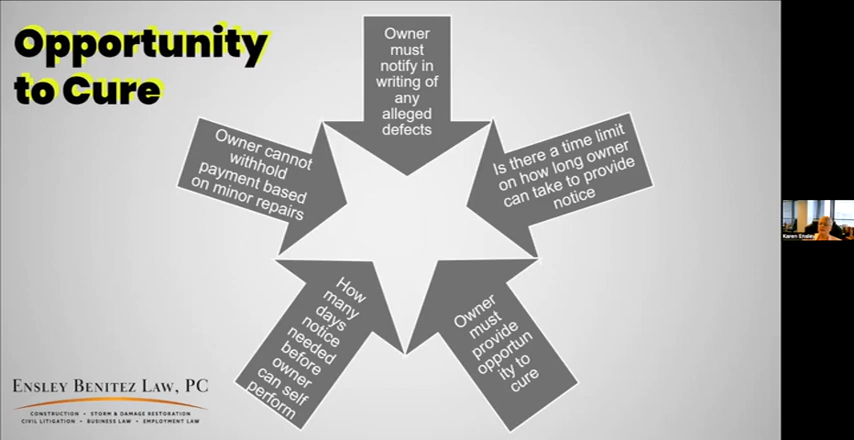 Opportunity
to Cure
Owner
must
notify in
writing of
any
alleged
defects
Is there a time limit
on how long owner
can take to provide
notice
Owner
must
provide
opportun
ity to
cure
How
many
days
notice
needed
before
owner
can self
perform
Owner cannot
withhold
payment based
on minor repairs
ENSLEY BENITEZ LAW, PC
CONSTRUCTION • STORM & DAMAGE RESTORATION
CIVIL LITIGATION • BUSINESS LAW • EMPLOYMENT LAW
Karen Ensley